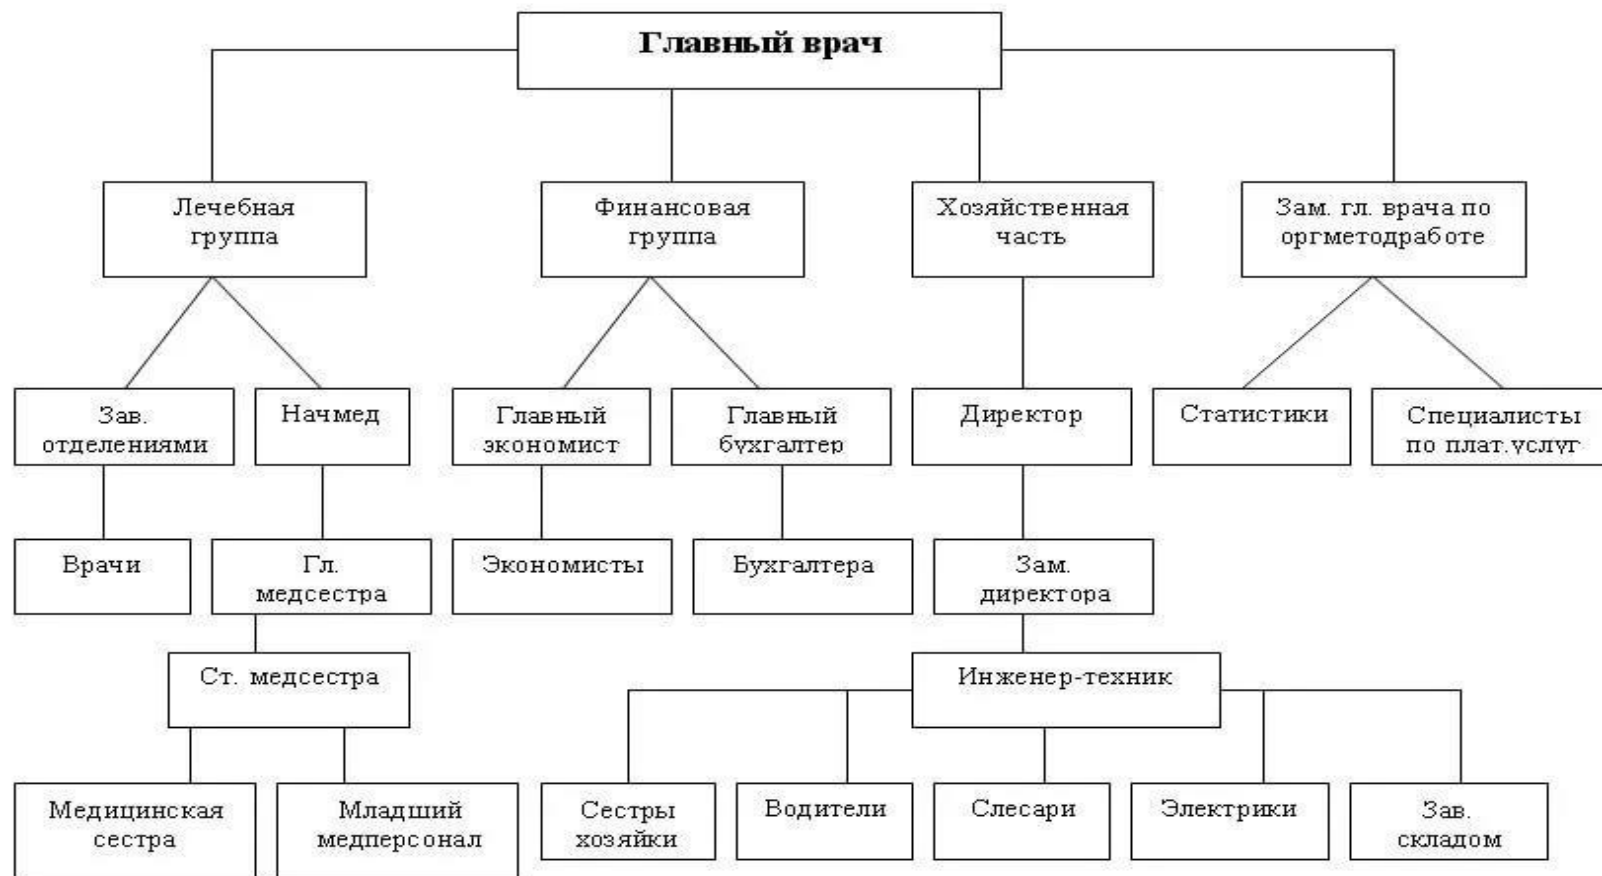 Главный врач
Лечебная
группа
Финансовая
группа
Хозяйственная
часть
Зам. гл. врача по
оргметодработе
Зав.
отделениями
Начмед
Главный
экономист
Главный
бухгалтер
Директор
Статистики
Специалисты
по плат.услуг
Врачи
Гл.
медсестра
Экономисты
Бухгалтера
Зам.
директора
Ст. медсестра
Инженер-техник
Медицинская
сестра
Младший
медперсонал
Сестры
хозяйки
Водители
Слесари
Электрики
Зав.
складом